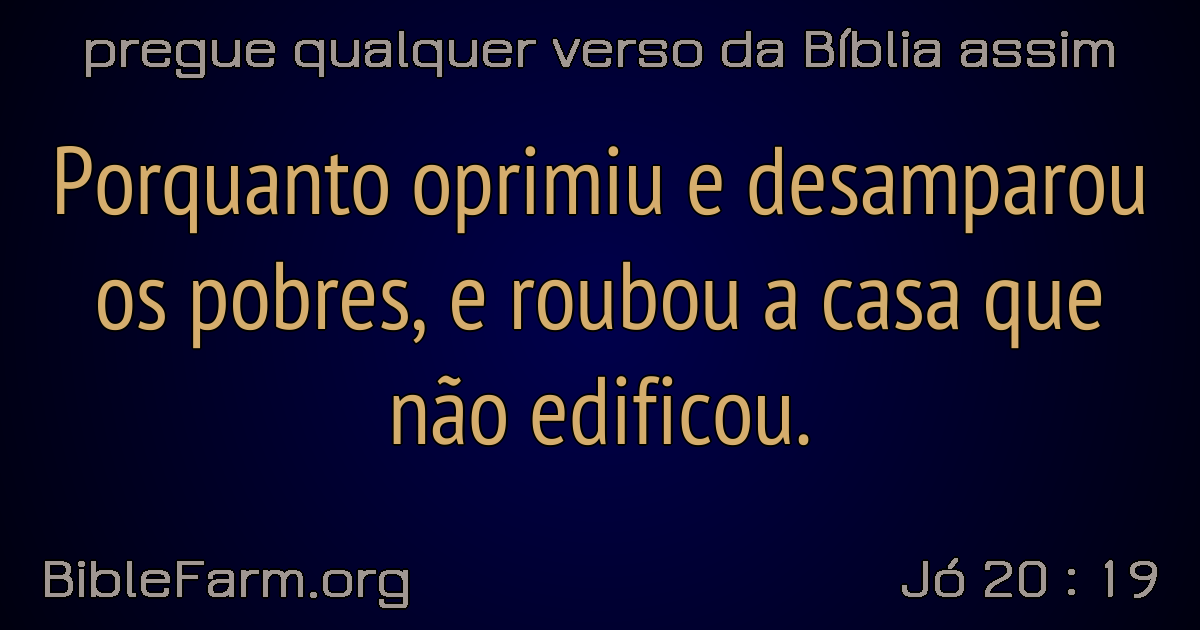 pregue qualquer verso da Bíblia assim
Porquanto oprimiu e desamparou
os pobres, e roubou a casa que
não edificou.
BibleFarm.org
Jó 20 : 19